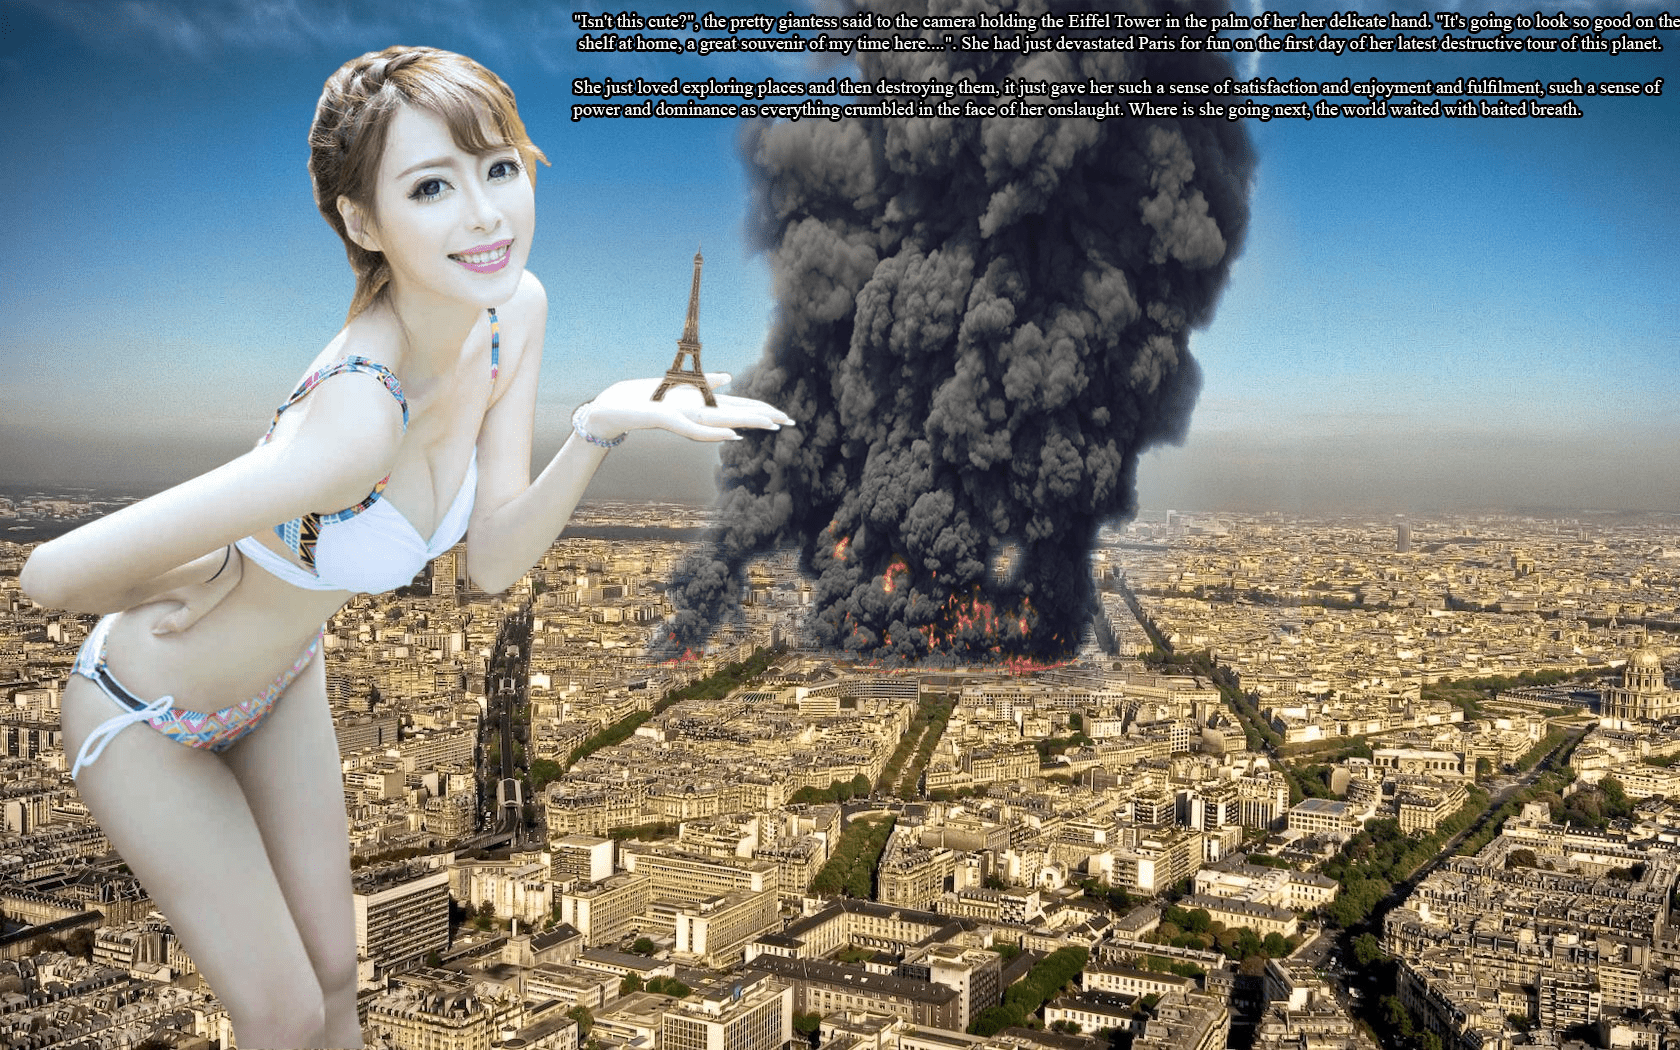 "Isn't this cute?", the pretty giantess said to the camera holding the Eiffel Tower in the palm of her her delicate hand. "It's going to look so good on the
shelf at home, a great souvenir of my time here....". She had just devastated Paris for fun on the first day of her latest destructive tour of this planet.
She just loved exploring places and then destroying them, it just gave her such a sense of satisfaction and enjoyment and fulfilment, such a sense of
power and dominance as everything crumbled in the face of her onslaught. Where is she going next, the world waited with baited breath.